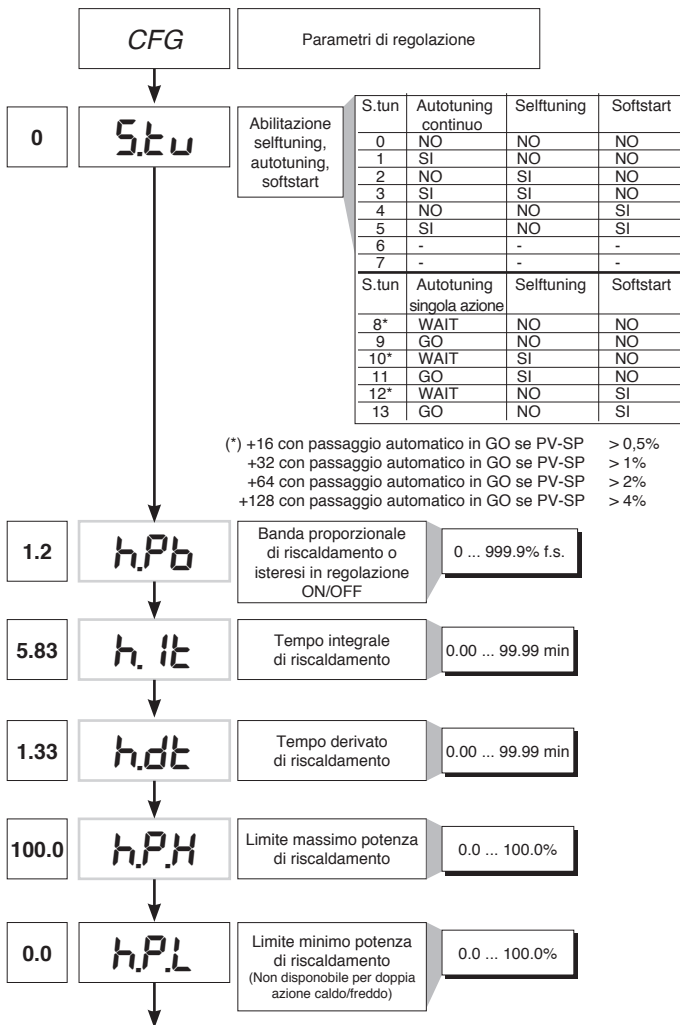 CFG
Parametri di regolazione
0
S.tu
Abilitazione
selftuning,
autotuning,
softstart
S.tun Autotuning continuo Selftuning Softstart
0 NO NO NO
1 SI NO NO
2 NO SI NO
3 SI SI NO
4 NO NO SI
5 SI NO SI
6 - - -
7 - - -
S.tun Autotuning singola azione Selftuning Softstart
8* WAIT NO NO
9 GO NO NO
10* WAIT SI NO
11 GO SI NO
12* WAIT NO SI
13 GO NO SI
(*) +16 con passaggio automatico in GO se PV-SP > 0,5%
+32 con passaggio automatico in GO se PV-SP > 1%
+64 con passaggio automatico in GO se PV-SP > 2%
+128 con passaggio automatico in GO se PV-SP > 4%
1.2
h.Pb
Banda proporzionale
di riscaldamento o
isteresi in regolazione
ON/OFF
0 ... 999.9% f.s.
5.83
h.It
Tempo integrale
di riscaldamento
0.00 ... 99.99 min
1.33
h.dt
Tempo derivato
di riscaldamento
0.00 ... 99.99 min
100.0
h.P.H
Limite massimo potenza
di riscaldamento
0.0 ... 100.0%
0.0
h.P.L
Limite minimo potenza
di riscaldamento
(Non disponobile per doppia
azione caldo/freddo)
0.0 ... 100.0%